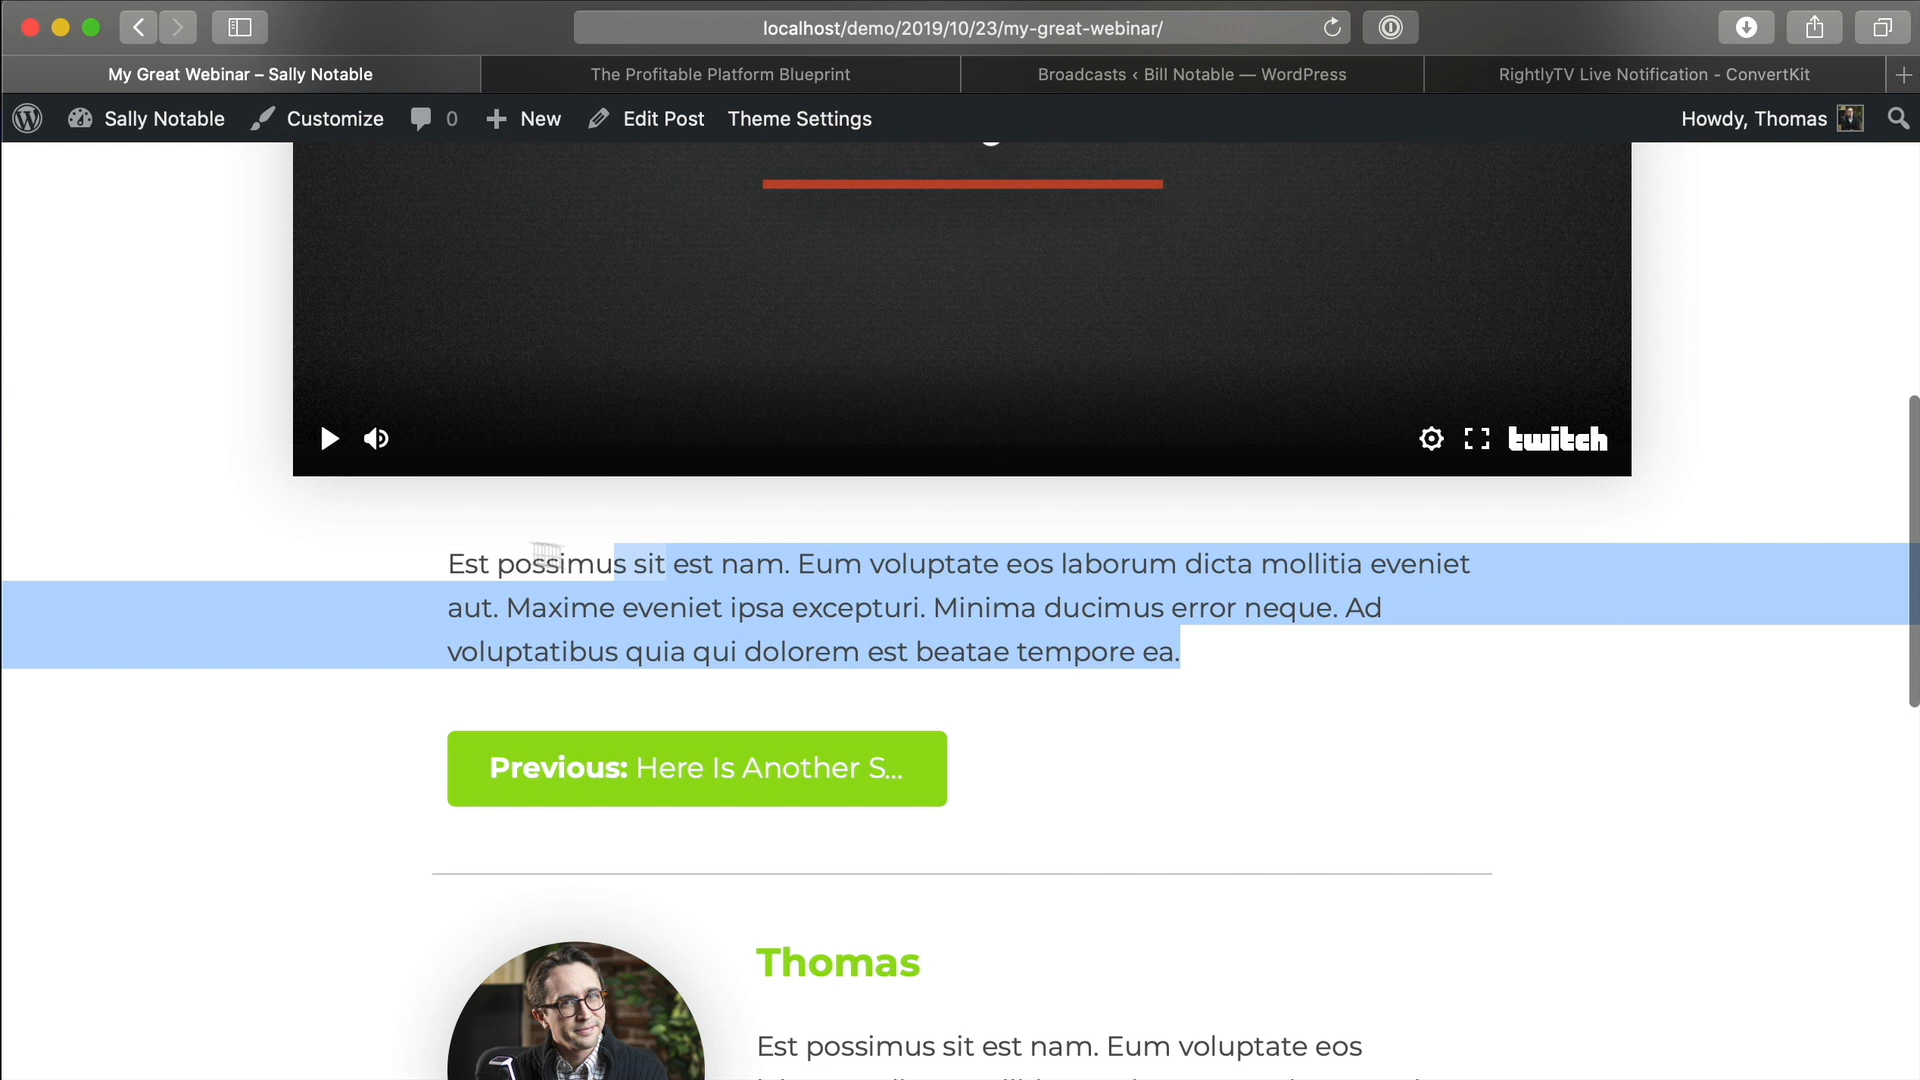 localhost/demo/2019/10/23/my-great-webinar/
My Great Webinar – Sally Notable
The Profitable Platform Blueprint
Broadcasts ‹ Bill Notable — WordPress
RightlyTV Live Notification - ConvertKit
Sally Notable
Customize
0
New
Edit Post
Theme Settings
Howdy, Thomas
twitch
Est possimus sit est nam. Eum voluptate eos laborum dicta mollitia eveniet
aut. Maxime eveniet ipsa excepturi. Minima ducimus error neque. Ad
voluptatibus quia qui dolorem est beatae tempore ea.
Previous: Here Is Another S...
Thomas
Est possimus sit est nam. Eum voluptate eos